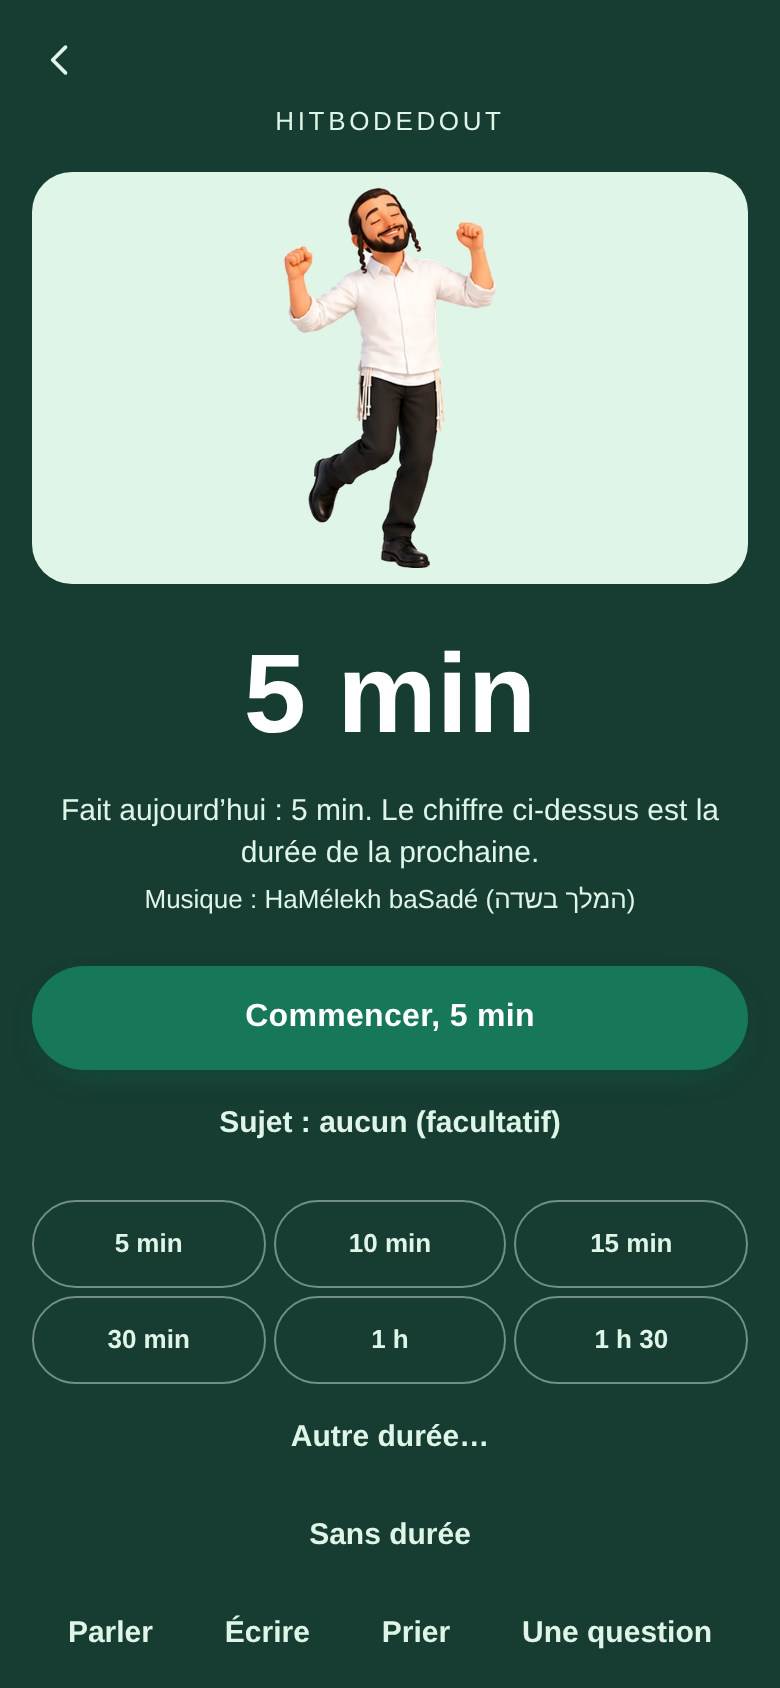 HITBODEDOUT
5 min
Fait aujourd’hui : 5 min. Le chiffre ci-dessus est la
durée de la prochaine.
Musique : HaMélekh baSadé (המלך בשדה)
Commencer, 5 min
Sujet : aucun (facultatif)
5 min 10 min 15 min
30 min 1 h 1 h 30
Autre durée…
Sans durée
Parler Écrire Prier Une question